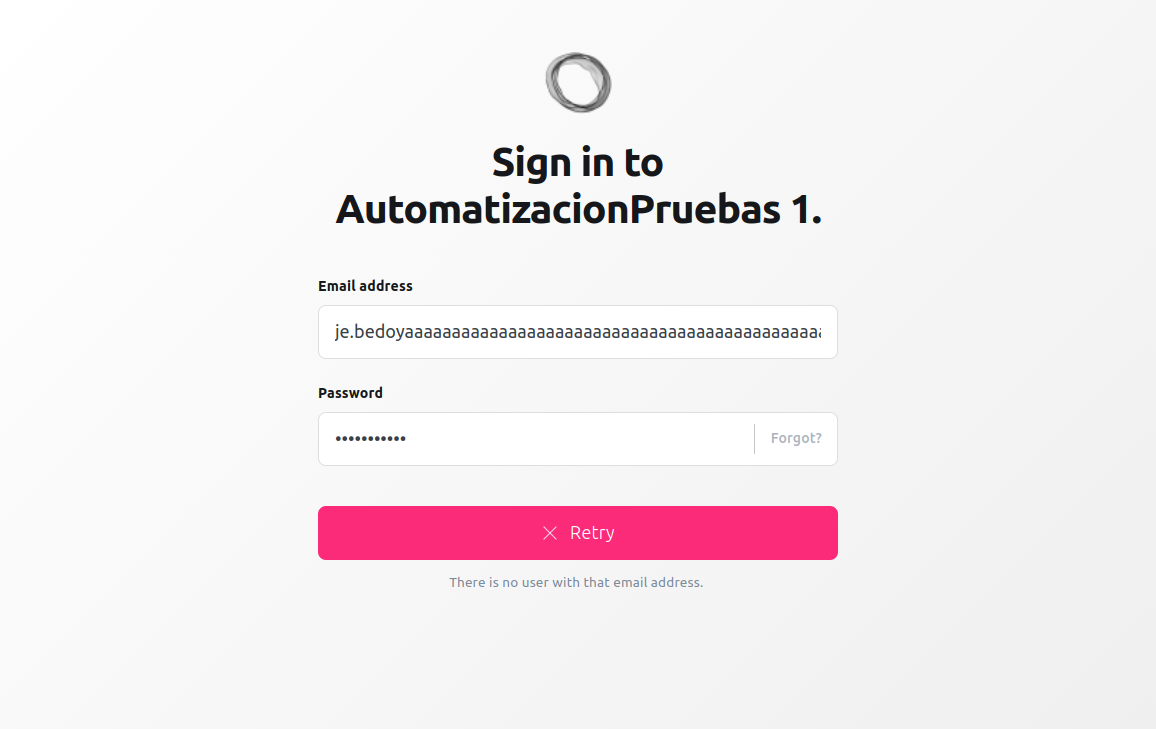 Sign in to
AutomatizacionPruebas 1.
Email address
je.bedoyaaaaaaaaaaaaaaaaaaaaaaaaaaaaaaaaaaaaaaaaaaaaa
Password
•••••••••••
Forgot?
Retry
There is no user with that email address.